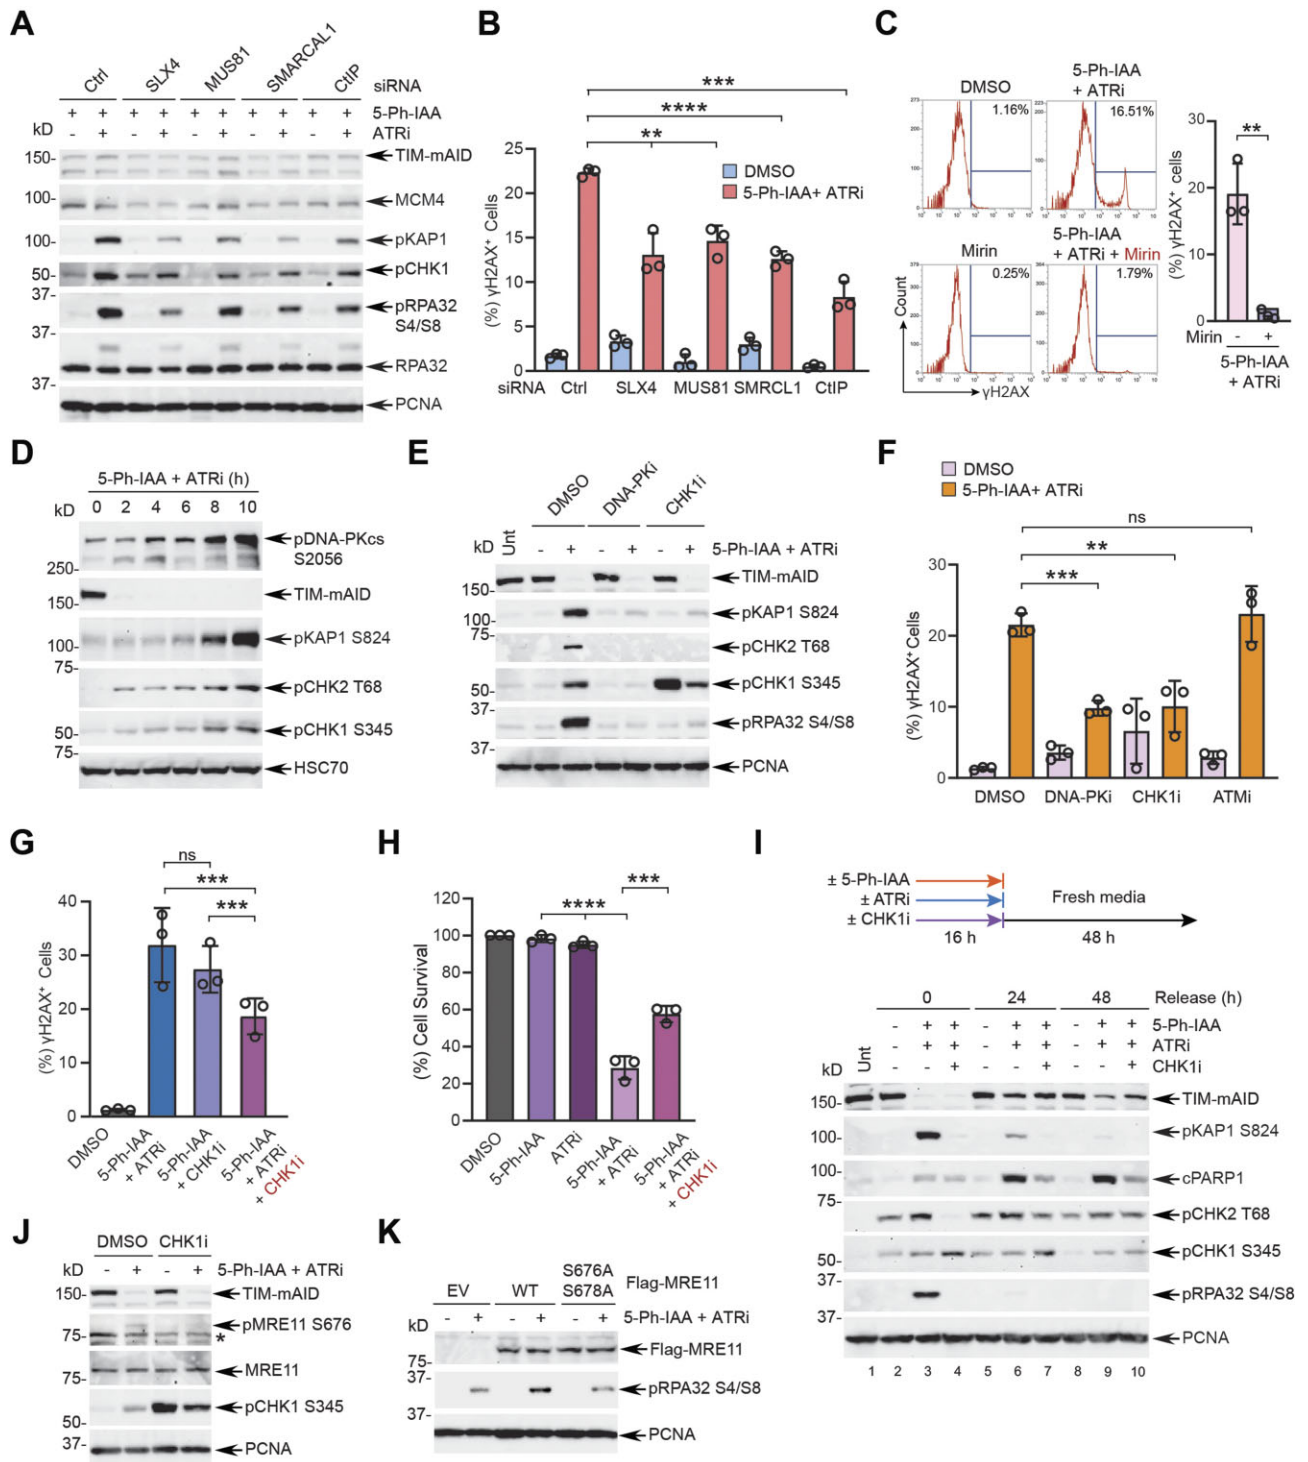 A
Ctrl
SLX4
MUS81
SMARCAL1
CtIP
siRNA
+ + + + + + + + + + 5-Ph-IAA
kD - + - + - + - + - + ATRi
150- TIM-mAID
100- MCM4
100- pKAP1
50- pCHK1
37- pRPA32
S4/S8
37- RPA32
37- PCNA
B
***
****
**
DMSO
5-Ph-IAA+ ATRi
(%) γH2AX⁺ Cells
25
20
15
10
5
0
siRNA Ctrl SLX4 MUS81 SMRCL1 CtIP
C
DMSO
1.16%
5-Ph-IAA
+ ATRi
16.51%
Mirin
0.25%
5-Ph-IAA
+ ATRi + Mirin
1.79%
Count
γH2AX
**
(%) γH2AX⁺ cells
30
20
10
0
Mirin - +
5-Ph-IAA
+ ATRi
D
5-Ph-IAA + ATRi (h)
kD 0 2 4 6 8 10
pDNA-PKcs
S2056
250-
150- TIM-mAID
100- pKAP1 S824
75-
pCHK2 T68
50- pCHK1 S345
75-
HSC70
E
Unt
DMSO
DNA-PKi
CHK1i
kD - + - + - + 5-Ph-IAA + ATRi
150- TIM-mAID
100- pKAP1 S824
75-
pCHK2 T68
50- pCHK1 S345
37-
pRPA32 S4/S8
37-
PCNA
F
DMSO
5-Ph-IAA+ ATRi
ns
**
***
(%) γH2AX⁺ Cells
30
20
10
0
DMSO DNA-PKi CHK1i ATMi
G
ns
***
***
(%) γH2AX⁺ Cells
40
30
20
10
0
DMSO
5-Ph-IAA
+ ATRi
5-Ph-IAA
+ CHK1i
5-Ph-IAA
+ ATRi
+ CHK1i
H
***
****
(%) Cell Survival
120
100
80
60
40
20
0
DMSO
5-Ph-IAA
ATRi
5-Ph-IAA
+ ATRi
5-Ph-IAA
+ ATRi
+ CHK1i
I
± 5-Ph-IAA
± ATRi
± CHK1i
Fresh media
16 h
48 h
0 24 48 Release (h)
Unt - + + - + + - + + 5-Ph-IAA
- + + - + + - + + ATRi
kD - - + - - + - - + CHK1i
150- TIM-mAID
100- pKAP1 S824
cPARP1
75-
pCHK2 T68
50- pCHK1 S345
37-
pRPA32 S4/S8
37-
PCNA
1 2 3 4 5 6 7 8 9 10
J
DMSO CHK1i
kD - + - + 5-Ph-IAA + ATRi
150- TIM-mAID
pMRE11 S676
75- *
MRE11
75-
pCHK1 S345
50-
37- PCNA
K
EV WT S676A
S678A Flag-MRE11
kD - + - + - + 5-Ph-IAA + ATRi
Flag-MRE11
75-
pRPA32 S4/S8
37-
37-
PCNA